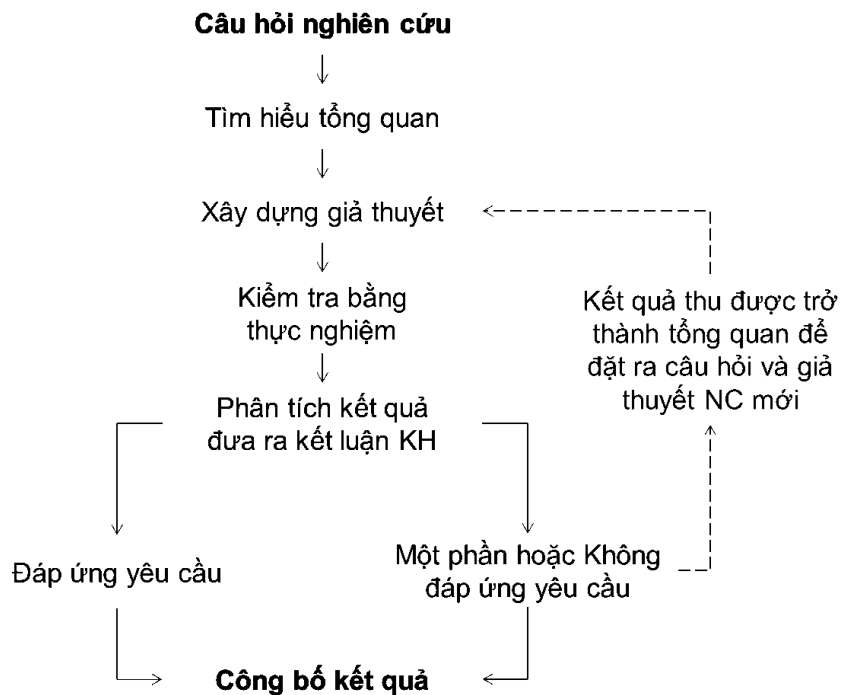 Câu hỏi nghiên cứu
Tìm hiểu tổng quan
Xây dựng giả thuyết
Kiểm tra bằng
thực nghiệm
Kết quả thu được trở
thành tổng quan để
đặt ra câu hỏi và giả
thuyết NC mới
Phân tích kết quả
đưa ra kết luận KH
Đáp ứng yêu cầu
Một phần hoặc Không
đáp ứng yêu cầu
Công bố kết quả